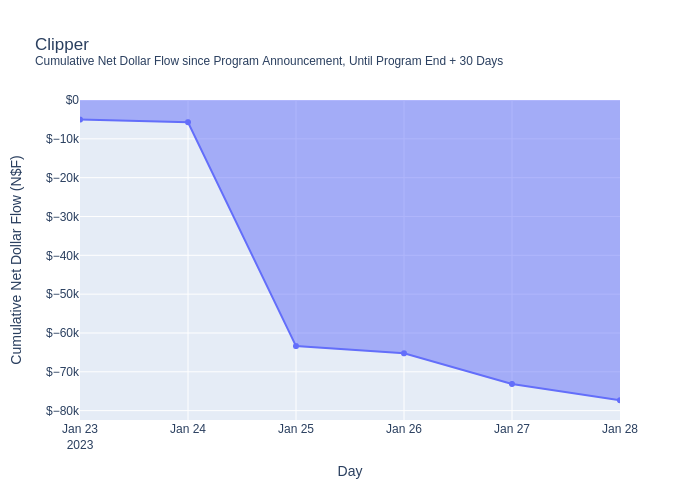 Clipper
Cumulative Net Dollar Flow since Program Announcement, Until Program End + 30 Days
Cumulative Net Dollar Flow (N$F)
$0
$−10k
$−20k
$−30k
$−40k
$−50k
$−60k
$−70k
$−80k
Jan 23
2023
Jan 24
Jan 25
Jan 26
Jan 27
Jan 28
Day